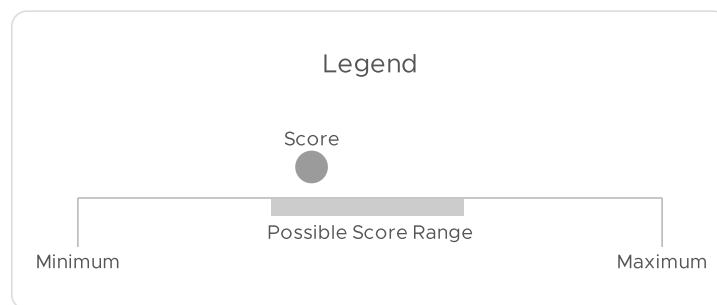 Legend
Score
Possible Score Range
Minimum
Maximum